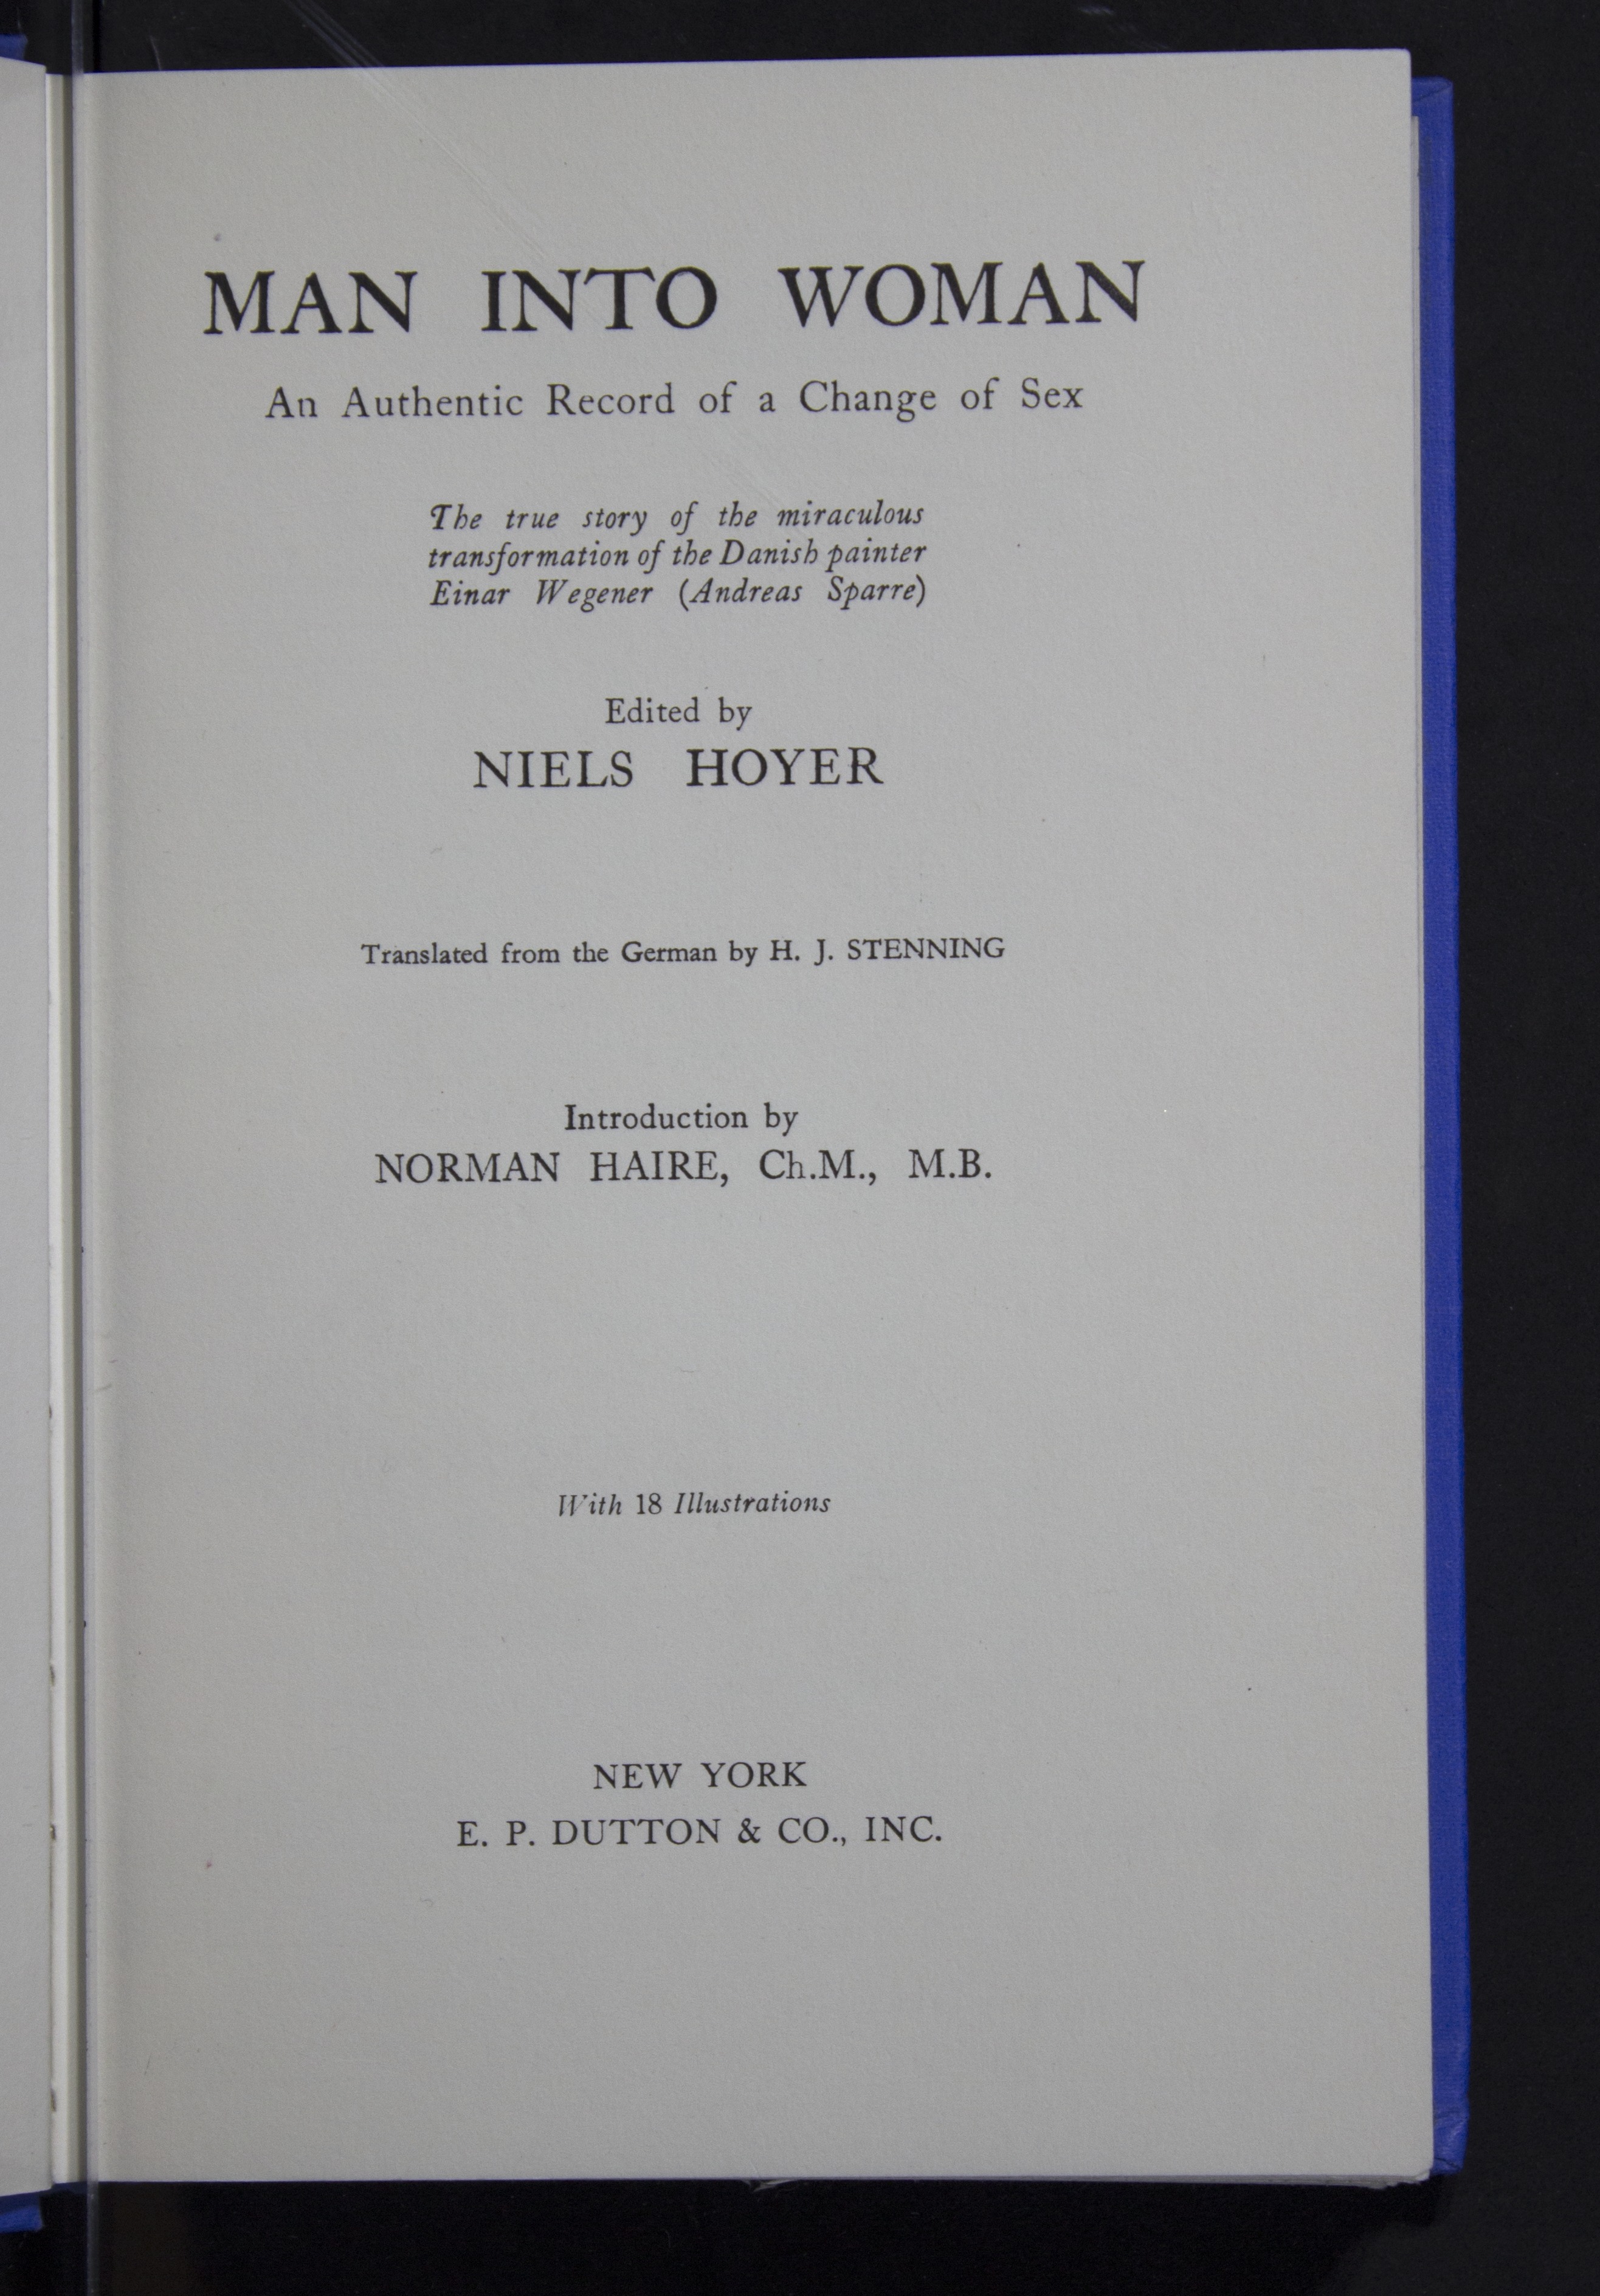 MAN INTO WOMAN
An Authentic Record of a Change of Sex
The true story of the miraculous
transformation of the Danish painter
Einar Wegener (Andreas Sparre)
Edited by
NIELS HOYER
Translated from the German by H. J. STENNING
Introduction by
NORMAN HAIRE, Ch.M., M.B.
With 18 Illustrations
NEW YORK
E. P. DUTTON & CO., INC.